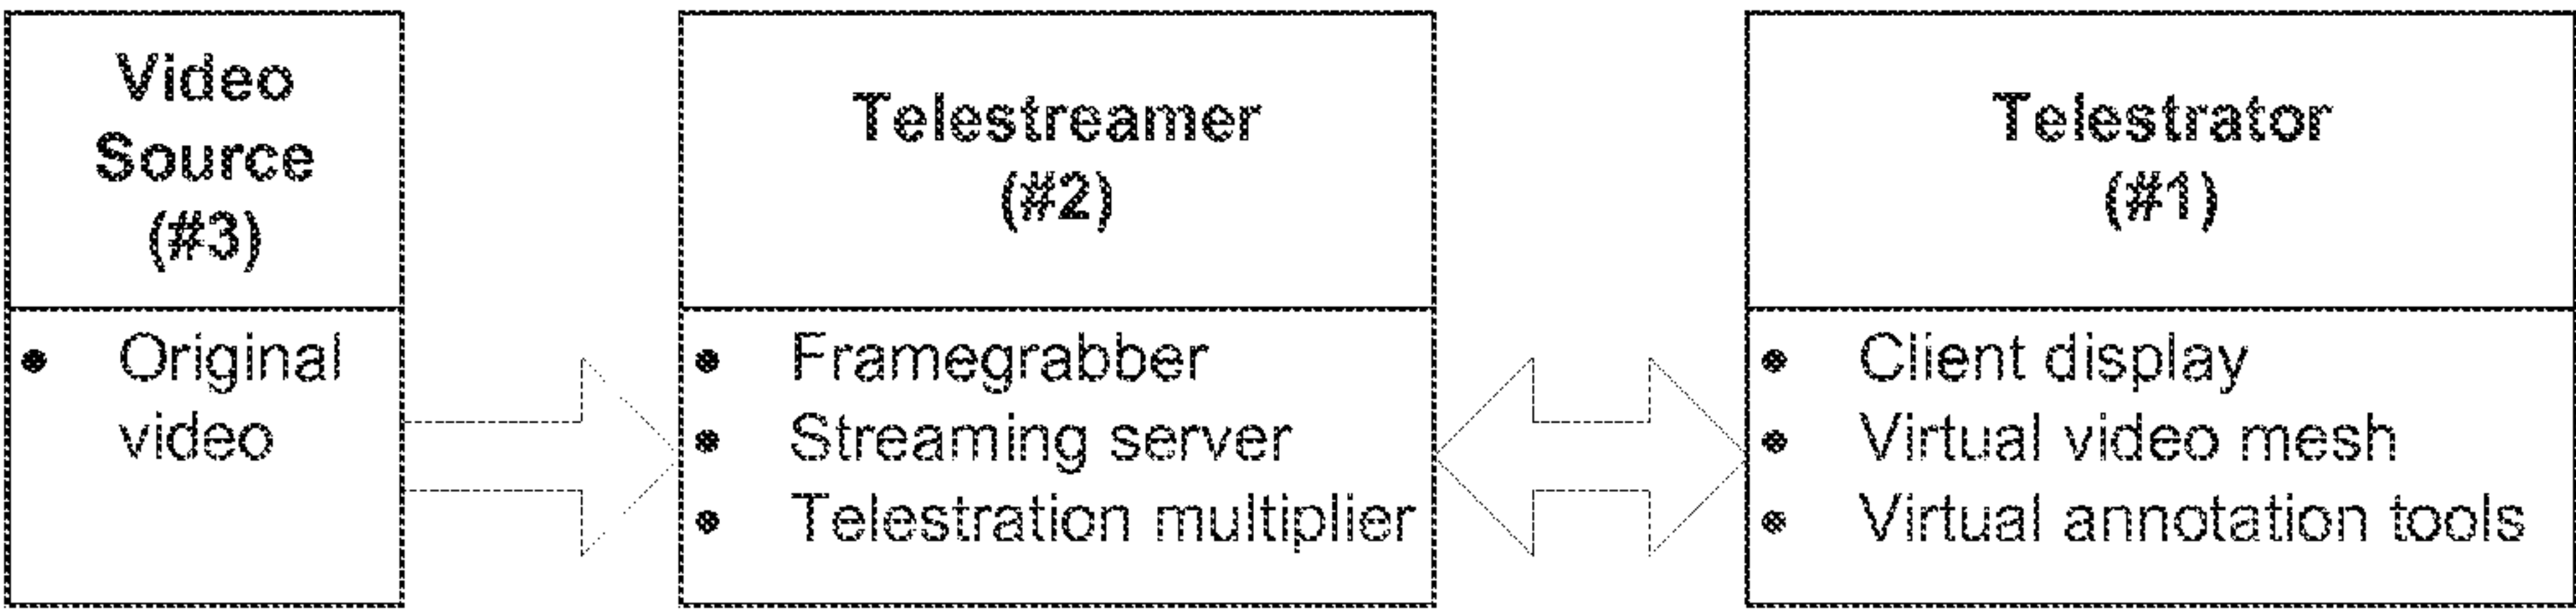 Video
Source
(#3)
• Original
video
Telestreamer
(#2)
• Framegrabber
• Streaming server
• Telestration multiplier
Telestrator
(#1)
• Client display
• Virtual video mesh
• Virtual annotation tools